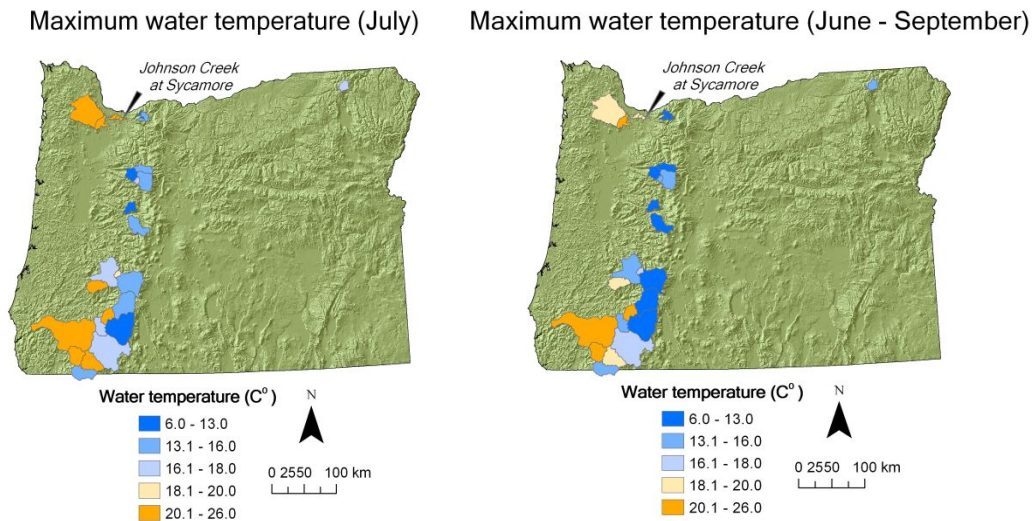 Maximum water temperature (July)
Johnson Creek
at Sycamore
Water temperature (C°)
6.0 - 13.0
13.1 - 16.0
16.1 - 18.0
18.1 - 20.0
20.1 - 26.0
N
0 2550 100 km
Maximum water temperature (June - September)
Johnson Creek
at Sycamore
Water temperature (C°)
6.0 - 13.0
13.1 - 16.0
16.1 - 18.0
18.1 - 20.0
20.1 - 26.0
N
0 2550 100 km